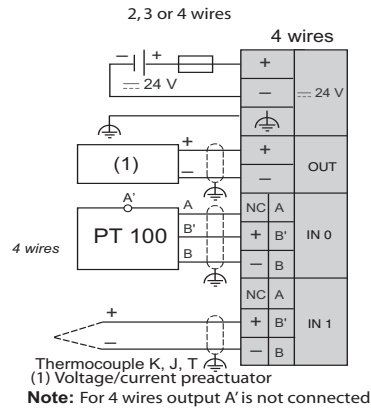 2,3 or 4 wires
4 wires
– + + 
⎓ 24 V – ⎓ 24 V
(1) + + OUT
– –
A'
4 wires PT 100 A NC A IN 0
B' + B'
B – B
NC A IN 1
+ + B'
– – B
Thermocouple K, J, T
(1) Voltage/current preactuator
Note: For 4 wires output A' is not connected